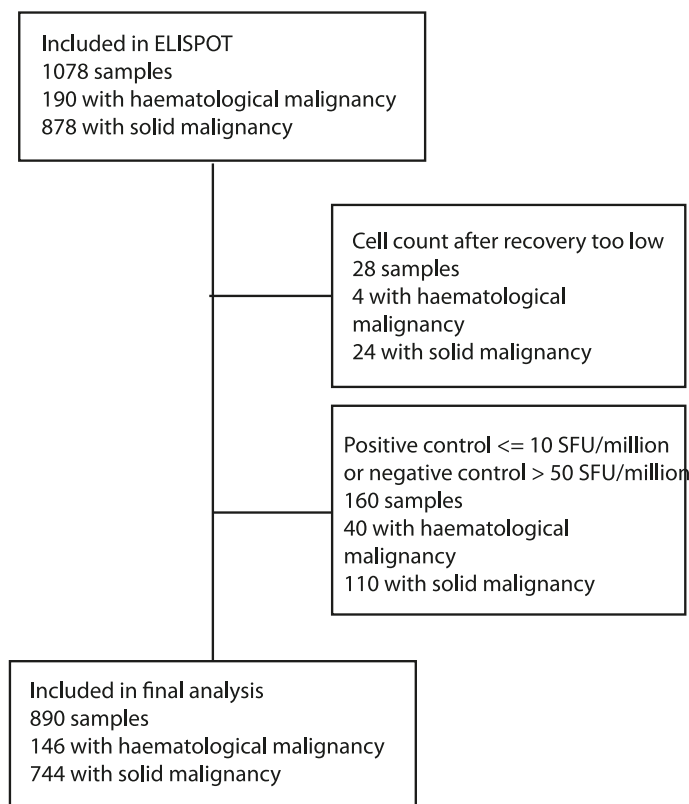 Included in ELISPOT
1078 samples
190 with haematological malignancy
878 with solid malignancy
Cell count after recovery too low
28 samples
4 with haematological
malignancy
24 with solid malignancy
Positive control <= 10 SFU/million
or negative control > 50 SFU/million
160 samples
40 with haematological
malignancy
110 with solid malignancy
Included in final analysis
890 samples
146 with haematological malignancy
744 with solid malignancy